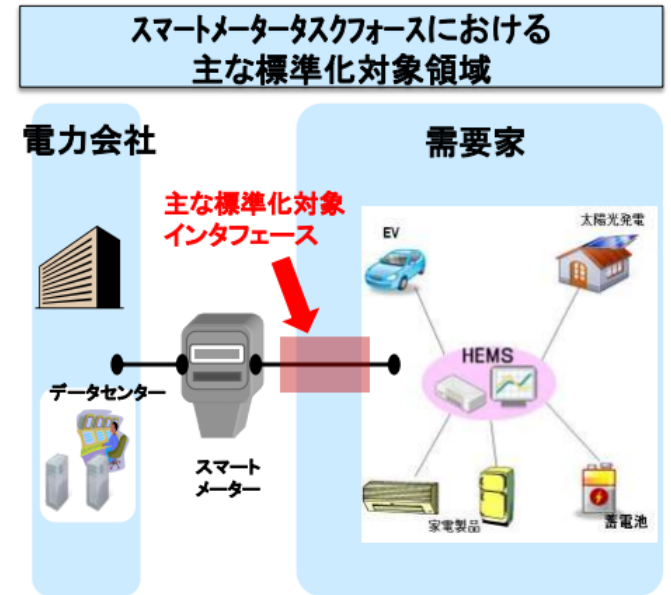 スマートメータータスクフォースにおける
主な標準化対象領域
電力会社
需要家
主な標準化対象
インタフェース
EV
太陽光発電
HEMS
データセンター
スマート
メーター
家電製品
蓄電池